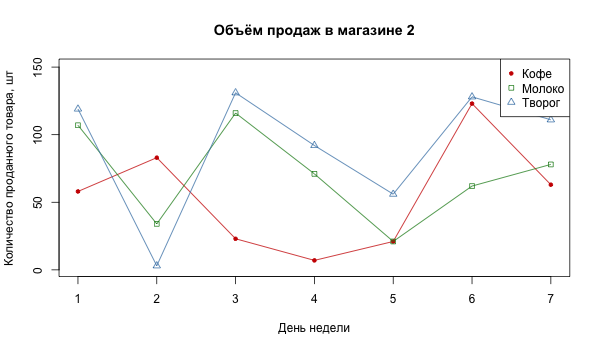 Объём продаж в магазине 2
Количество проданного товара, шт
150
100
50
0
Кофе
Молоко
Творог
1 2 3 4 5 6 7
День недели